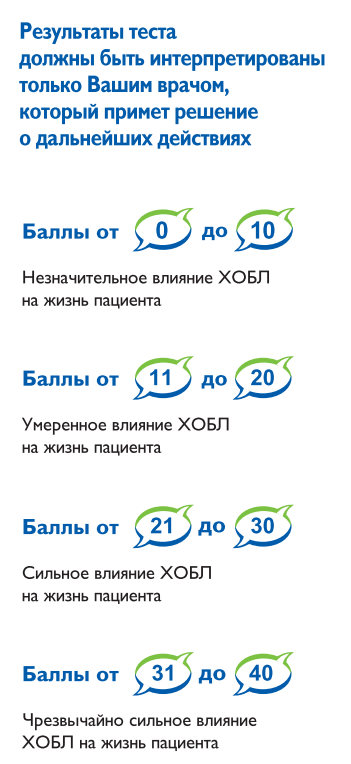 Результаты теста
должны быть интерпретированы
только Вашим врачом,
который примет решение
о дальнейших действиях
Баллы от 0 до 10
Незначительное влияние ХОБЛ
на жизнь пациента
Баллы от 11 до 20
Умеренное влияние ХОБЛ
на жизнь пациента
Баллы от 21 до 30
Сильное влияние ХОБЛ
на жизнь пациента
Баллы от 31 до 40
Чрезвычайно сильное влияние
ХОБЛ на жизнь пациента